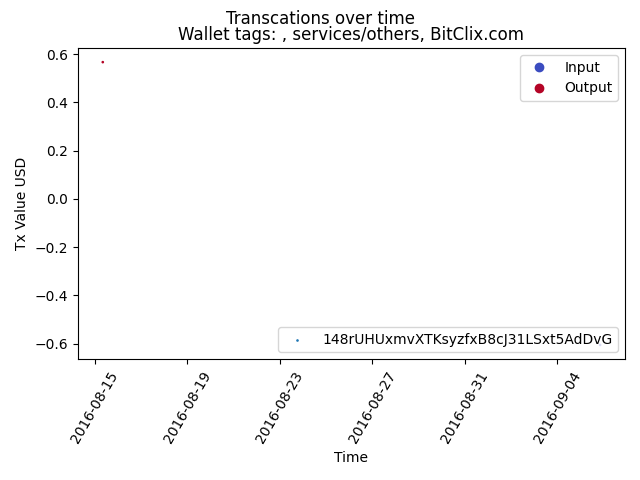 Transcations over time
Wallet tags: , services/others, BitClix.com
Input
Output
0.6
0.4
0.2
0.0
−0.2
−0.4
−0.6
Tx Value USD
148rUHUxmvXTKsyzfxB8cJ31LSxt5AdDvG
2016-08-15
2016-08-19
2016-08-23
2016-08-27
2016-08-31
2016-09-04
Time